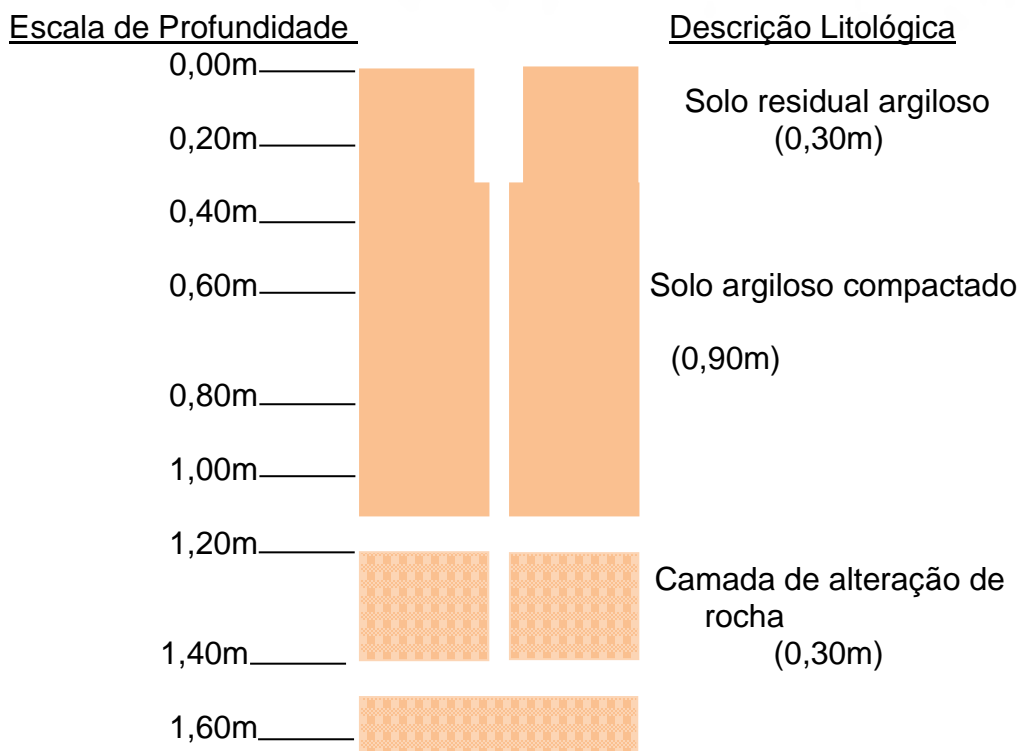 Escala de Profundidade
Descrição Litológica
0,00m
Solo residual argiloso
(0,30m)
0,20m
0,40m
0,60m
Solo argiloso compactado
(0,90m)
0,80m
1,00m
1,20m
Camada de alteração de
rocha
(0,30m)
1,40m
1,60m